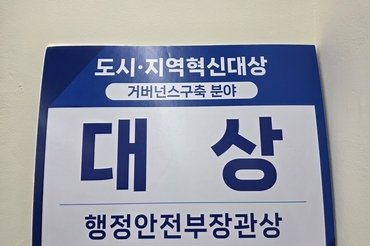 도시·지역혁신대상
거버넌스구축 분야
대 상
행정안전부장관상